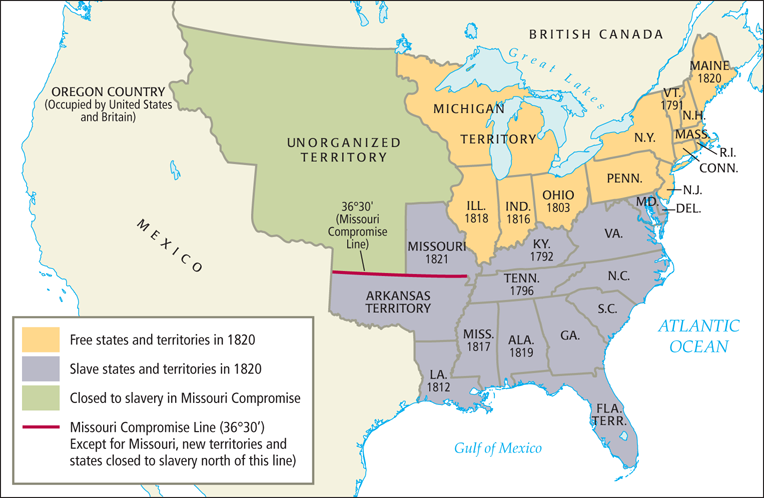 BRITISH CANADA
OREGON COUNTRY
(Occupied by United States
and Britain)
Great Lakes
MAINE
1820
VT.
1791
N.H.
MICHIGAN
TERRITORY
UNORGANIZED
TERRITORY
N.Y.
MASS.
R.I.
CONN.
PENN.
N.J.
MD.
DEL.
ILL.
1818
IND.
1816
OHIO
1803
36°30'
(Missouri
Compromise
Line)
MEXICO
MISSOURI
1821
KY.
1792
VA.
TENN.
1796
N.C.
ARKANSAS
TERRITORY
S.C.
MISS.
1817
ALA.
1819
GA.
LA.
1812
FLA.
TERR.
ATLANTIC
OCEAN
Gulf of Mexico
Free states and territories in 1820
Slave states and territories in 1820
Closed to slavery in Missouri Compromise
Missouri Compromise Line (36°30')
Except for Missouri, new territories and
states closed to slavery north of this line)